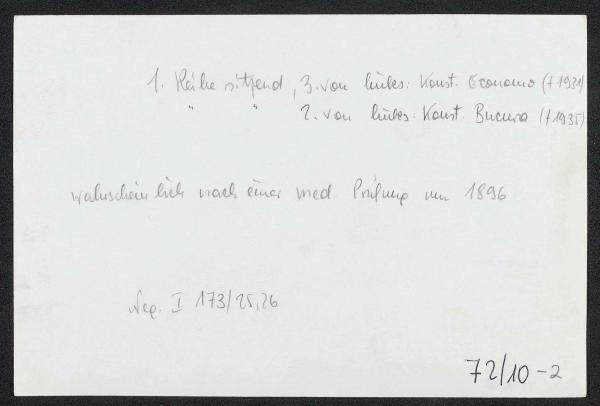 1. Reihe sitzend, 3. von links: Konst. Economo († 1931)
" " 2. von links: Konst. Bucura († 1935)
wahrscheinlich nach einer med. Prüfung um 1896
Neg. I 173/25,26
72/10-2